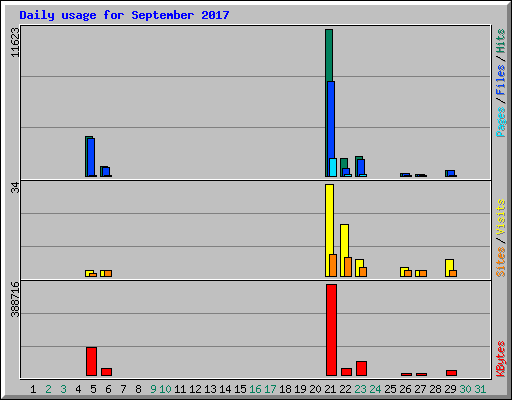 Daily usage for September 2017
11623
Pages / Files / Hits
34
Sites / Visits
388716
KBytes
1 2 3 4 5 6 7 8 9 10 11 12 13 14 15 16 17 18 19 20 21 22 23 24 25 26 27 28 29 30 31